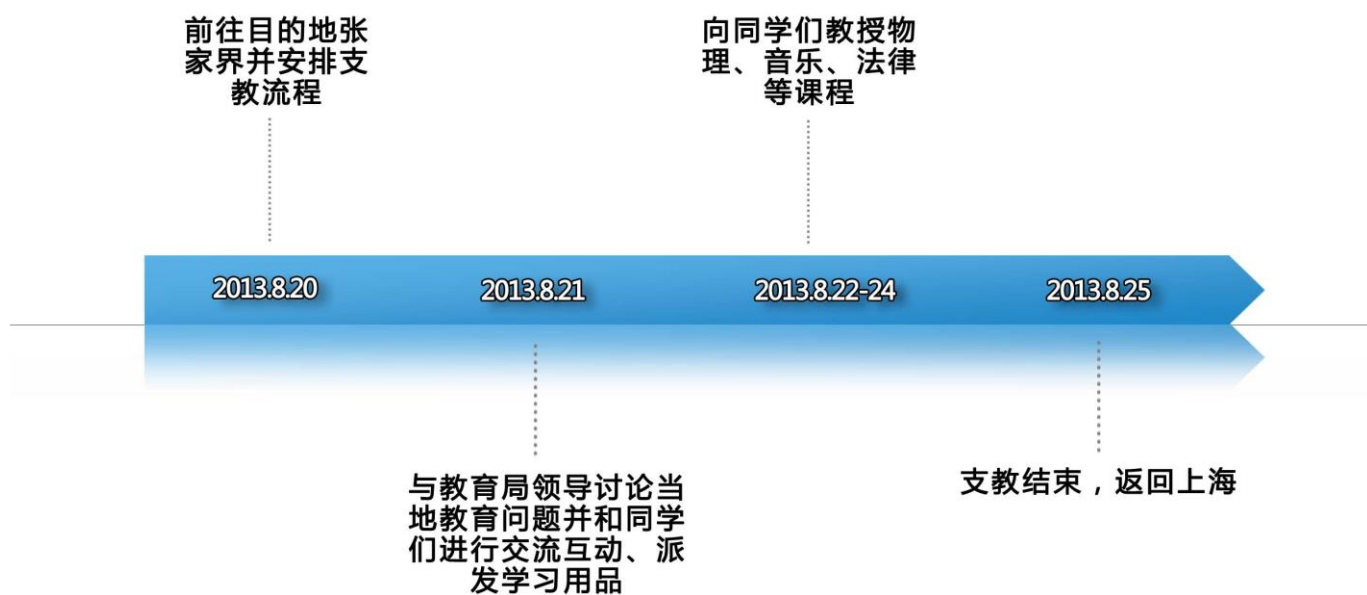 前往目的地张
家界并安排支
教流程
向同学们教授物
理、音乐、法律
等课程
2013.8.20
2013.8.21
2013.8.22-24
2013.8.25
与教育局领导讨论当
地教育问题并和同学
们进行交流互动、派
发学习用品
支教结束，返回上海